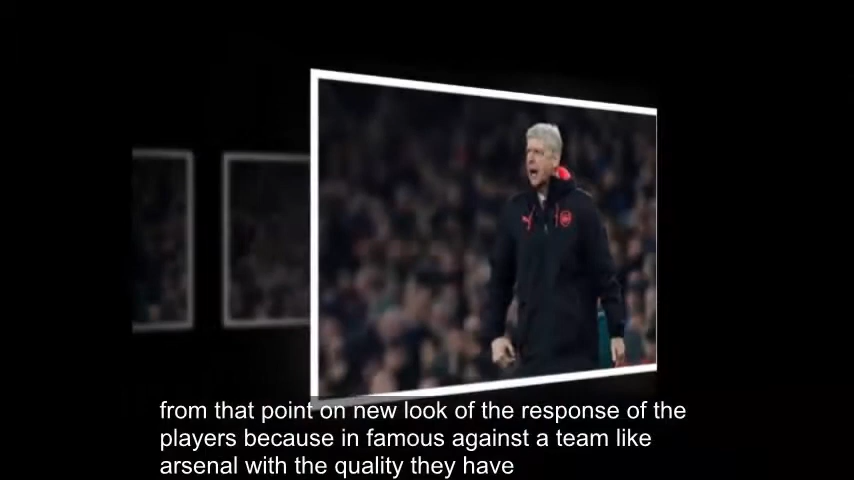 from that point on new look of the response of the
players because in famous against a team like
arsenal with the quality they have